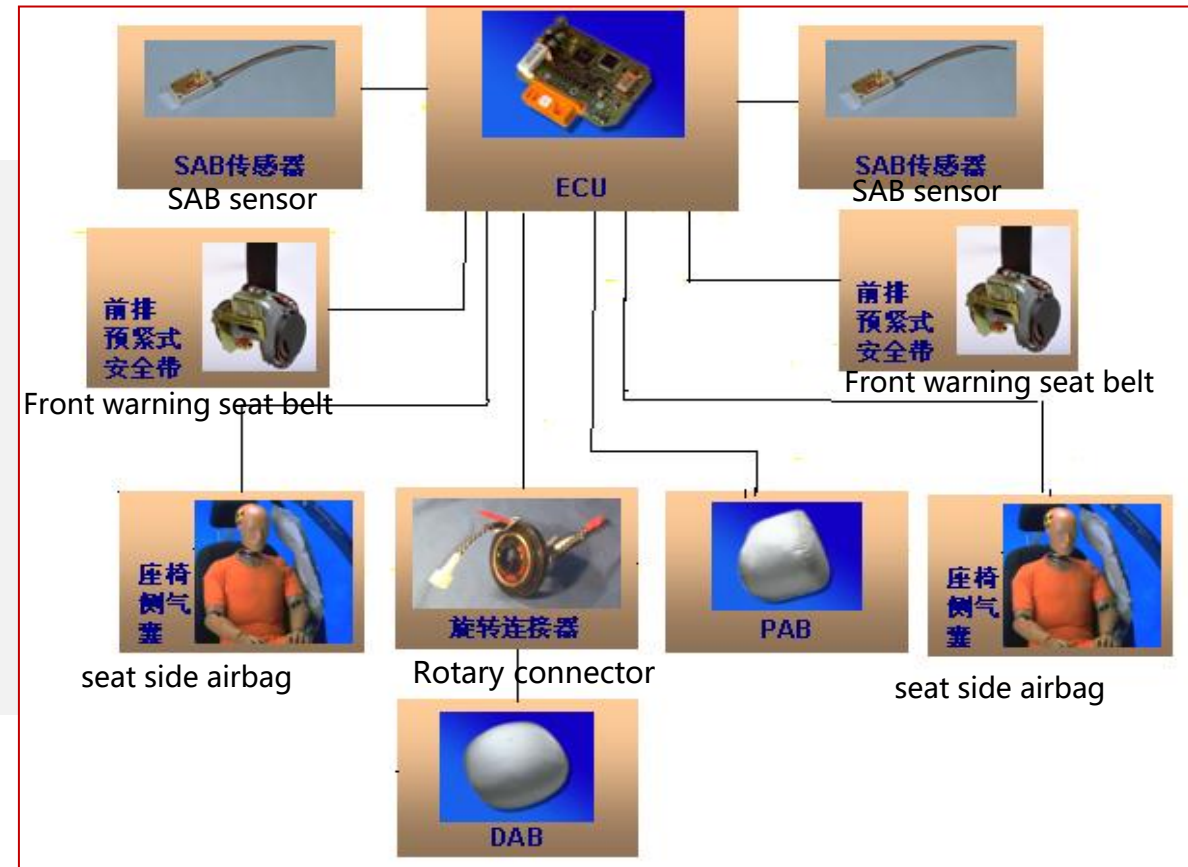 SAB传感器
SAB sensor
ECU
SAB传感器
SAB sensor
前排
预紧式
安全带
Front warning seat belt
前排
预紧式
安全带
Front warning seat belt
座椅
侧气
塞
seat side airbag
旋转连接器
Rotary connector
PAB
座椅
侧气
塞
seat side airbag
DAB